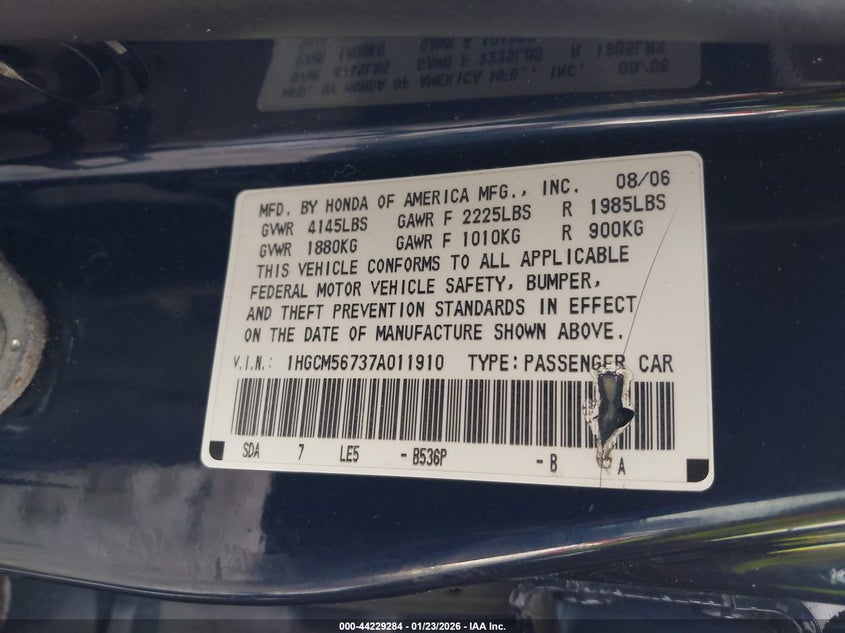 MFD. BY HONDA OF AMERICA MFG., INC. 08/06
GVWR 4145LBS GAWR F 2225LBS R 1985LBS
GVWR 1880KG GAWR F 1010KG R 900KG
THIS VEHICLE CONFORMS TO ALL APPLICABLE
FEDERAL MOTOR VEHICLE SAFETY, BUMPER,
AND THEFT PREVENTION STANDARDS IN EFFECT
ON THE DATE OF MANUFACTURE SHOWN ABOVE.
V.I.N.: 1HGCM56737A011910 TYPE: PASSENGER CAR
SDA 7 LE5 - B536P - B A
000-44229284 - 01/23/2026 - IAA Inc.